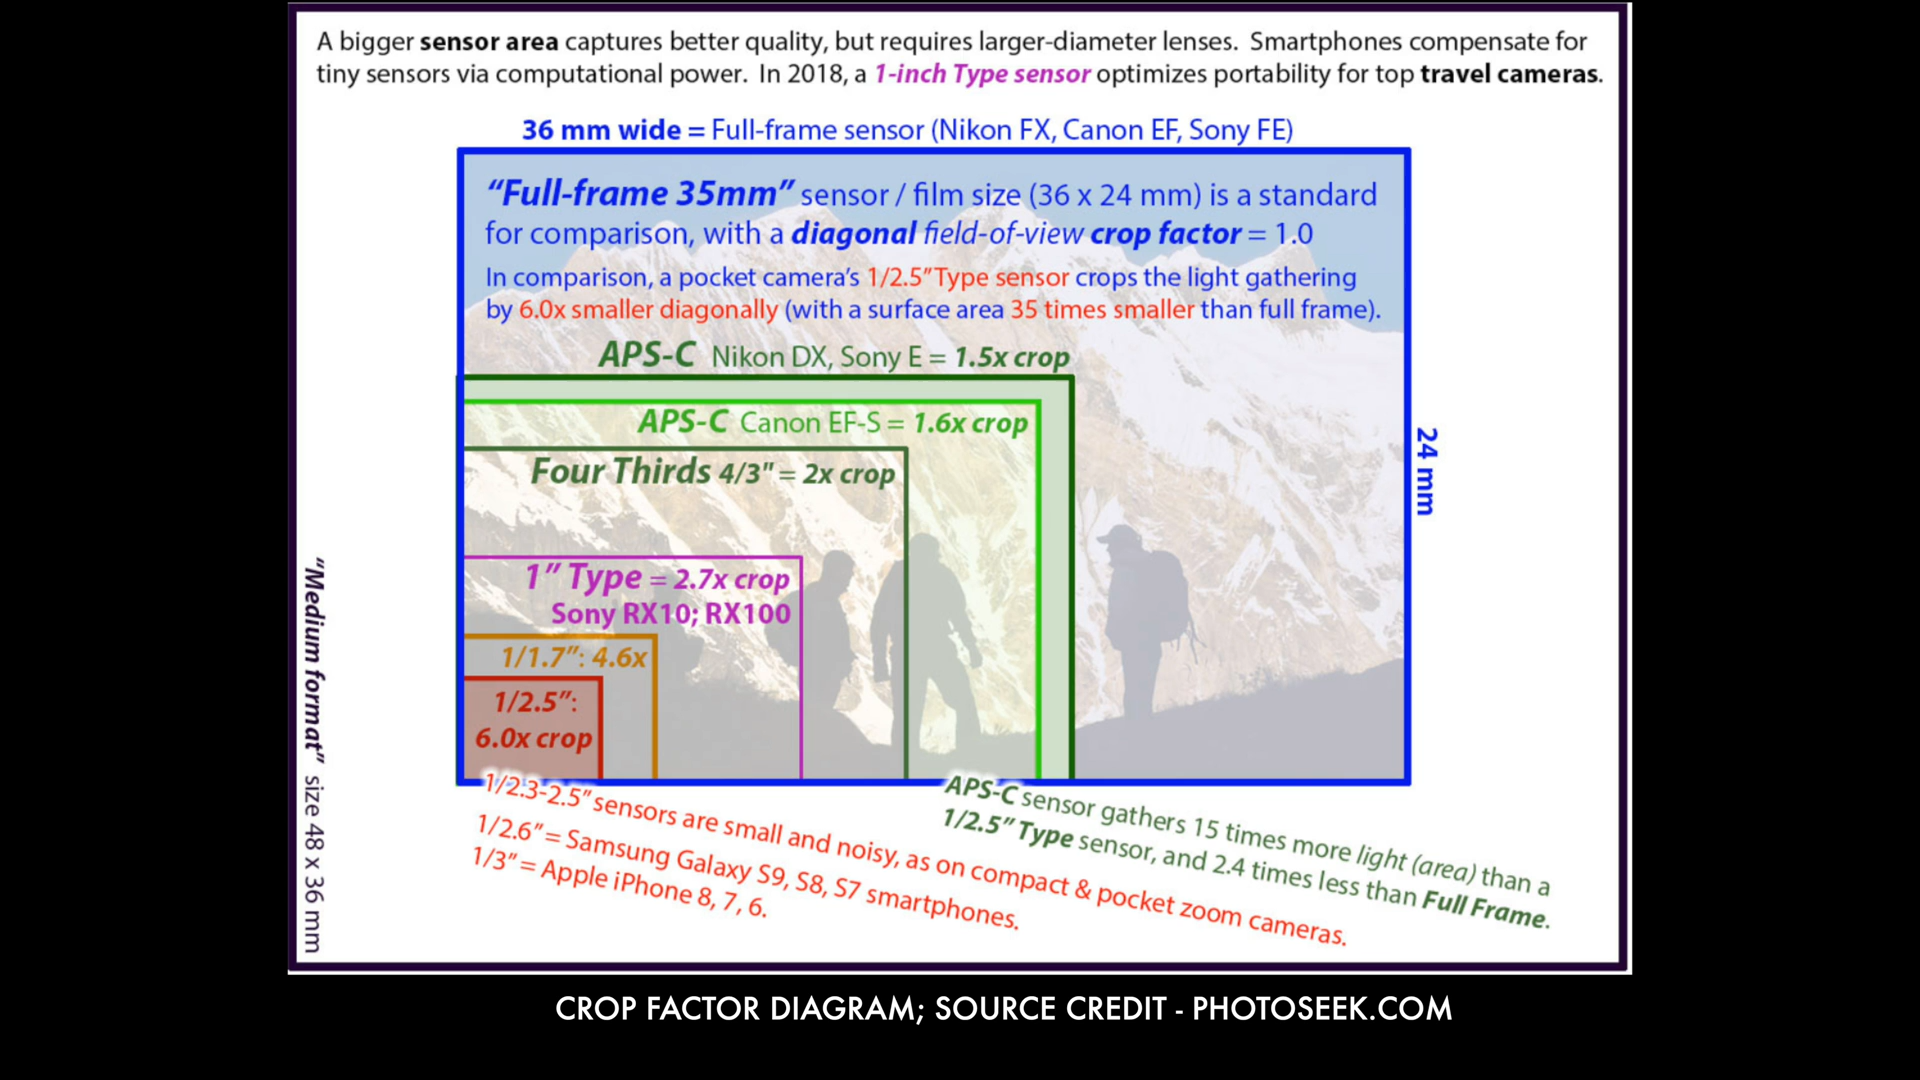 A bigger sensor area captures better quality, but requires larger-diameter lenses. Smartphones compensate for
tiny sensors via computational power. In 2018, a 1-inch Type sensor optimizes portability for top travel cameras.
36 mm wide = Full-frame sensor (Nikon FX, Canon EF, Sony FE)
“Full-frame 35mm” sensor / film size (36 x 24 mm) is a standard
for comparison, with a diagonal field-of-view crop factor = 1.0
In comparison, a pocket camera’s 1/2.5” Type sensor crops the light gathering
by 6.0x smaller diagonally (with a surface area 35 times smaller than full frame).
APS-C Nikon DX, Sony E = 1.5x crop
APS-C Canon EF-S = 1.6x crop
Four Thirds 4/3" = 2x crop
24 mm
1” Type = 2.7x crop
Sony RX10; RX100
1/1.7”: 4.6x
1/2.5”:
6.0x crop
“Medium format” size 48 x 36 mm
1/2.3-2.5” sensors are small and noisy, as on compact & pocket zoom cameras.
1/2.6” = Samsung Galaxy S9, S8, S7 smartphones.
1/3” = Apple iPhone 8, 7, 6.
APS-C sensor gathers 15 times more light (area) than a
1/2.5” Type sensor, and 2.4 times less than Full Frame.
CROP FACTOR DIAGRAM; SOURCE CREDIT - PHOTOSEEK.COM